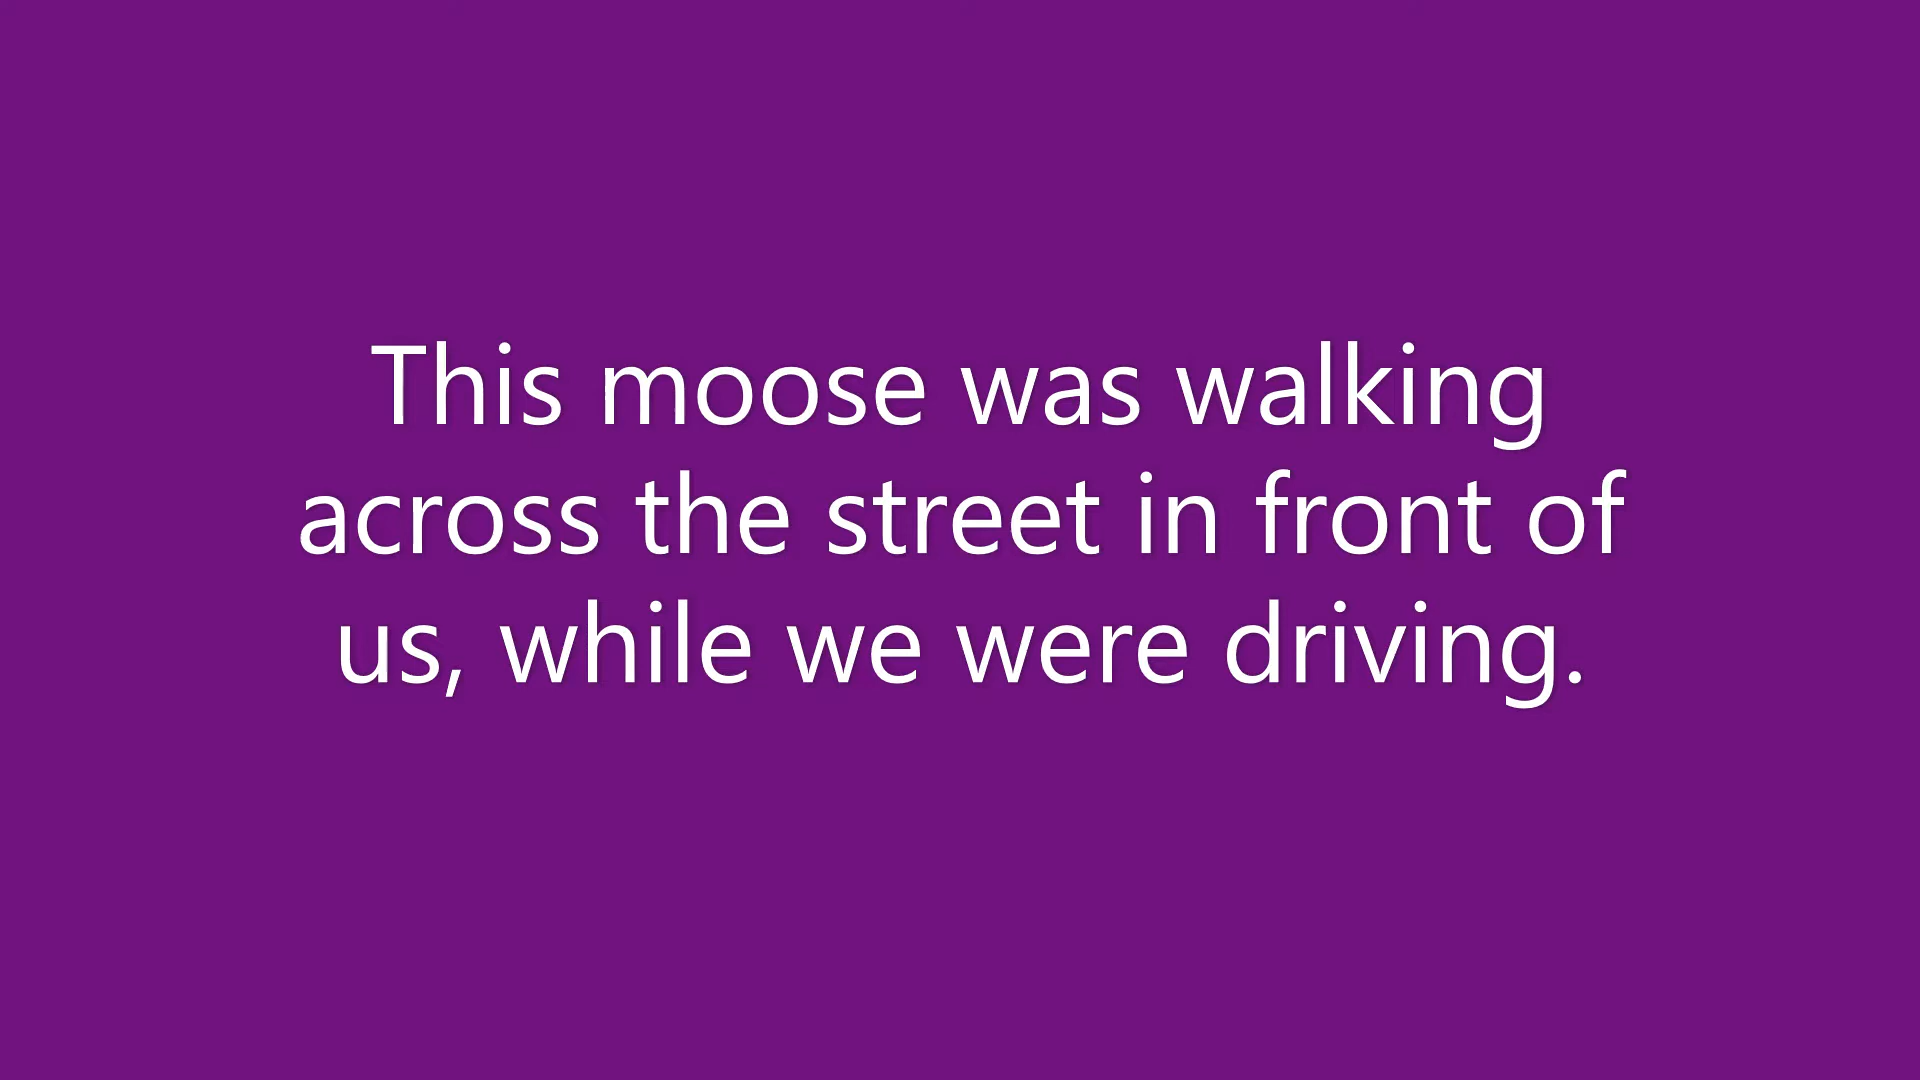 This moose was walking
across the street in front of
us, while we were driving.